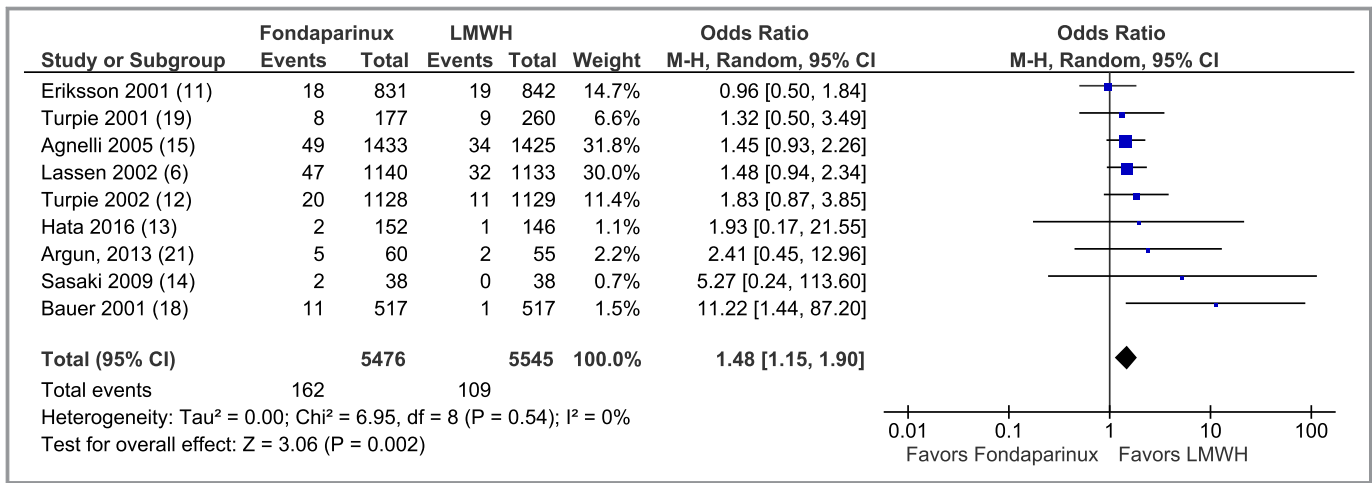 Fondaparinux LMWH Odds Ratio Odds Ratio
Study or Subgroup Events Total Events Total Weight M-H, Random, 95% CI M-H, Random, 95% CI
Eriksson 2001 (11) 18 831 19 842 14.7% 0.96 [0.50, 1.84]
Turpie 2001 (19) 8 177 9 260 6.6% 1.32 [0.50, 3.49]
Agnelli 2005 (15) 49 1433 34 1425 31.8% 1.45 [0.93, 2.26]
Lassen 2002 (6) 47 1140 32 1133 30.0% 1.48 [0.94, 2.34]
Turpie 2002 (12) 20 1128 11 1129 11.4% 1.83 [0.87, 3.85]
Hata 2016 (13) 2 152 1 146 1.1% 1.93 [0.17, 21.55]
Argun, 2013 (21) 5 60 2 55 2.2% 2.41 [0.45, 12.96]
Sasaki 2009 (14) 2 38 0 38 0.7% 5.27 [0.24, 113.60]
Bauer 2001 (18) 11 517 1 517 1.5% 11.22 [1.44, 87.20]
Total (95% CI) 5476 5545 100.0% 1.48 [1.15, 1.90]
Total events 162 109
Heterogeneity: Tau² = 0.00; Chi² = 6.95, df = 8 (P = 0.54); I² = 0%
Test for overall effect: Z = 3.06 (P = 0.002)
0.01 0.1 1 10 100
Favors Fondaparinux Favors LMWH